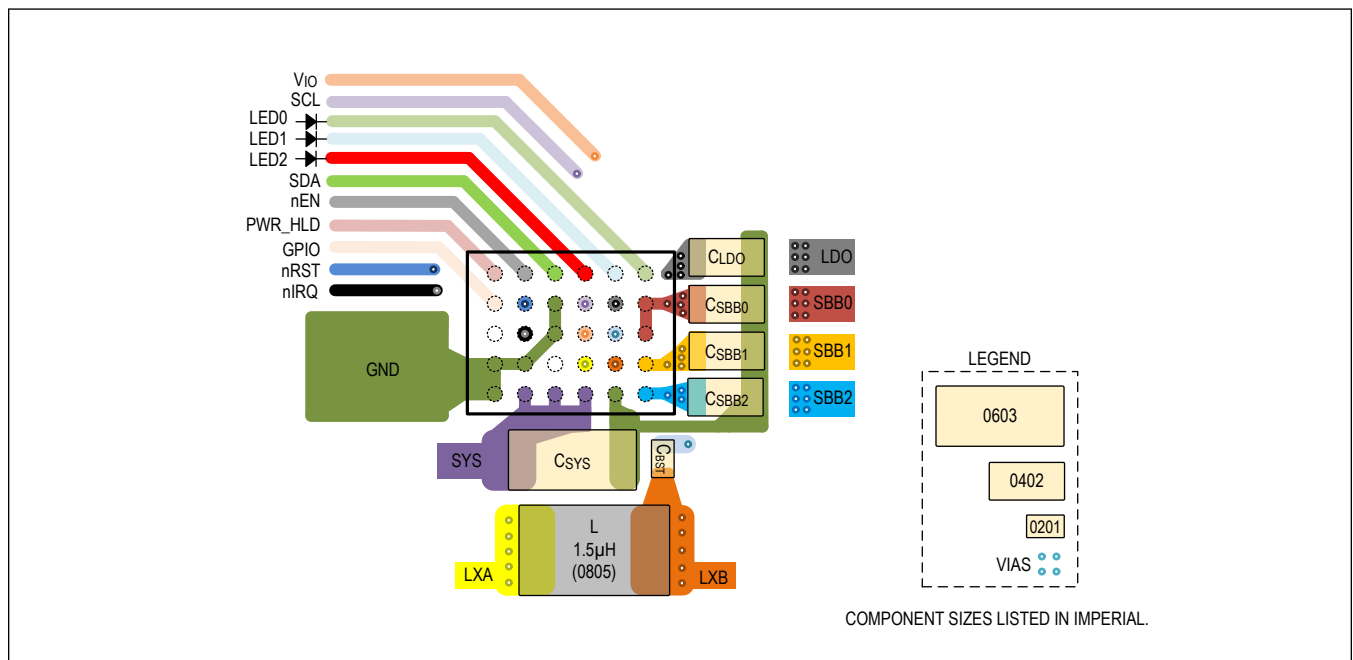 VIO
SCL
LED0
LED1
LED2
SDA
nEN
PWR_HLD
GPIO
nRST
nIRQ
GND
CLDO
LDO
CSBB0
SBB0
CSBB1
SBB1
CSBB2
SBB2
SYS
CSYS
CBST
L
1.5µH
(0805)
LXA
LXB
LEGEND
0603
0402
0201
VIAS
COMPONENT SIZES LISTED IN IMPERIAL.